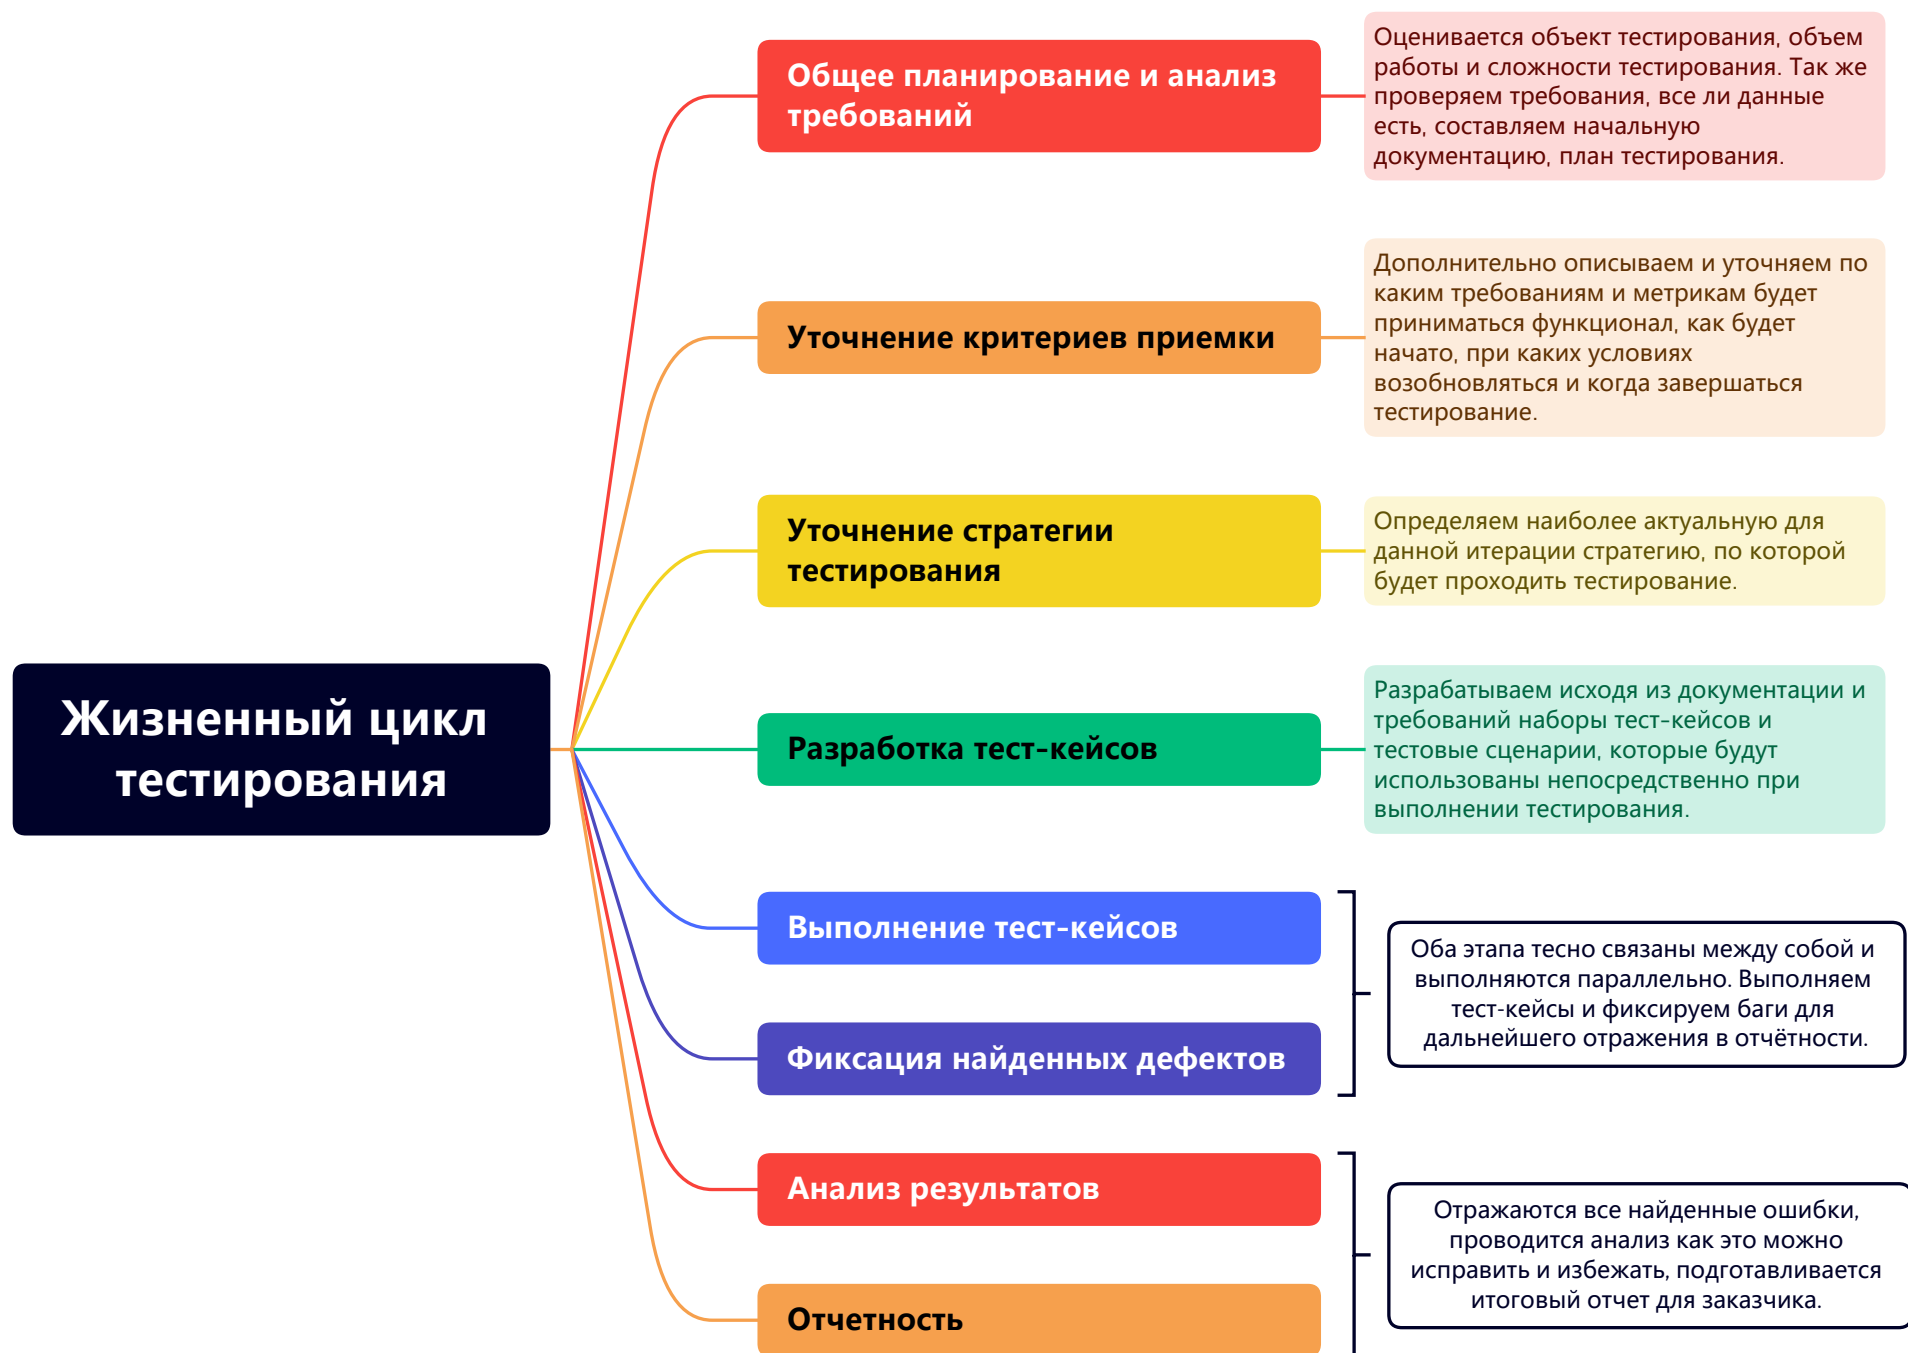 Жизненный цикл
тестирования
Общее планирование и анализ
требований
Оценивается объект тестирования, объем
работы и сложности тестирования. Так же
проверяем требования, все ли данные
есть, составляем начальную
документацию, план тестирования.
Уточнение критериев приемки
Дополнительно описываем и уточняем по
каким требованиям и метрикам будет
приниматься функционал, как будет
начато, при каких условиях
возобновляться и когда завершаться
тестирование.
Уточнение стратегии
тестирования
Определяем наиболее актуальную для
данной итерации стратегию, по которой
будет проходить тестирование.
Разработка тест-кейсов
Разрабатываем исходя из документации и
требований наборы тест-кейсов и
тестовые сценарии, которые будут
использованы непосредственно при
выполнении тестирования.
Выполнение тест-кейсов
Фиксация найденных дефектов
Оба этапа тесно связаны между собой и
выполняются параллельно. Выполняем
тест-кейсы и фиксируем баги для
дальнейшего отражения в отчётности.
Анализ результатов
Отчетность
Отражаются все найденные ошибки,
проводится анализ как это можно
исправить и избежать, подготавливается
итоговый отчет для заказчика.